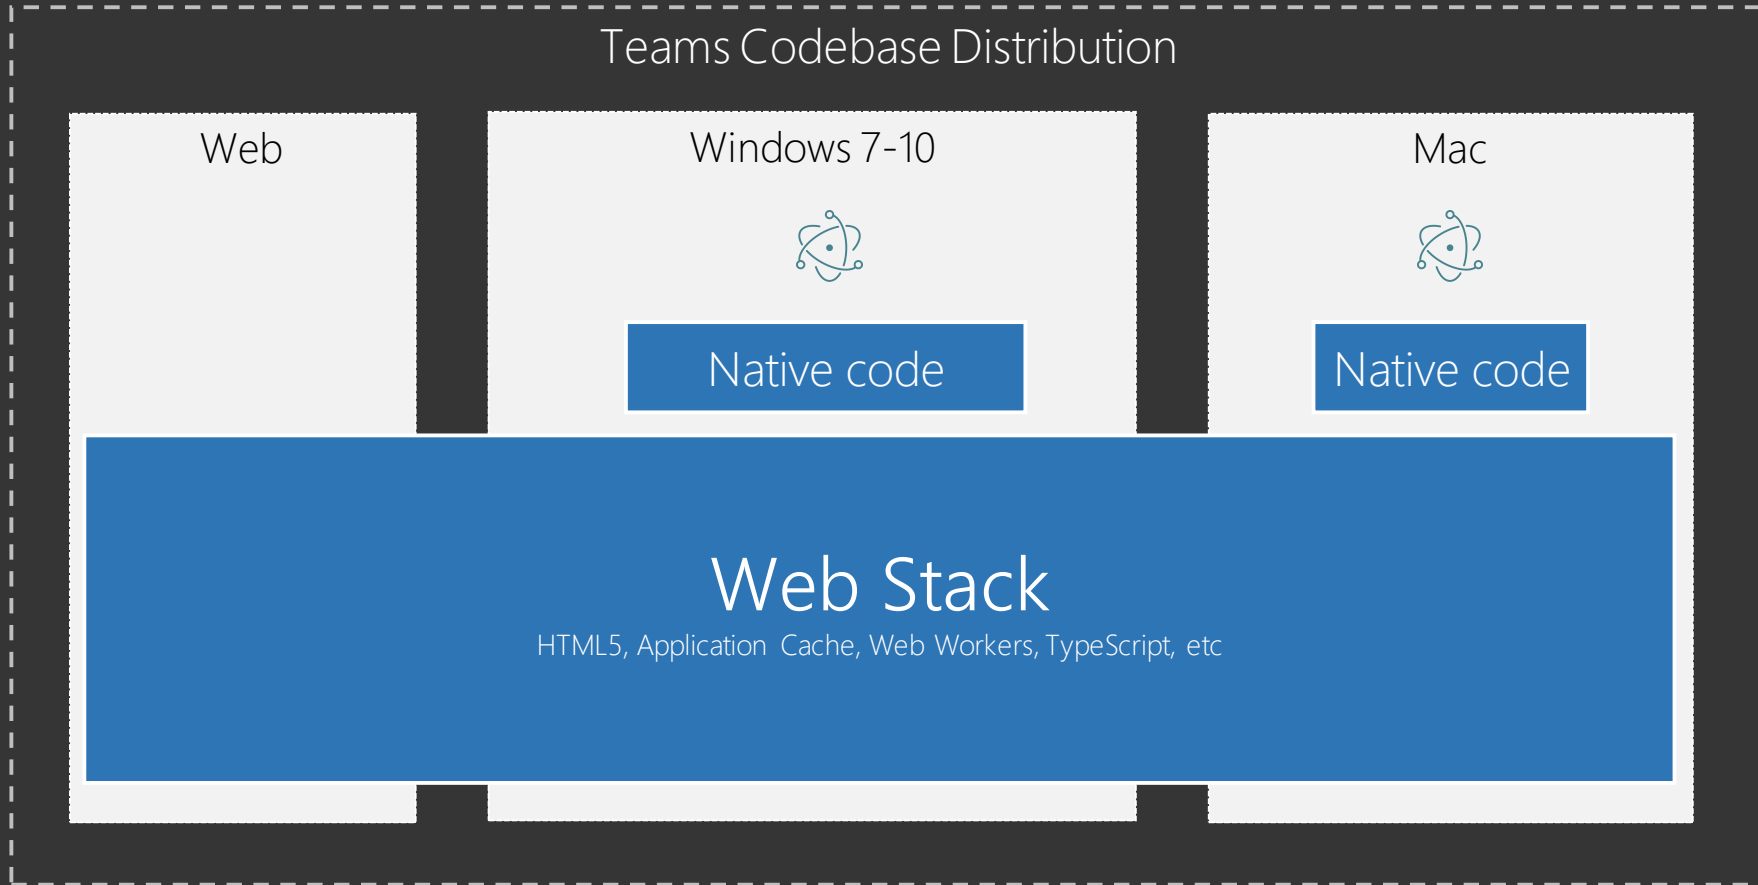 Teams Codebase Distribution
Web
Windows 7-10
Mac
Native code
Native code
Web Stack
HTML5, Application Cache, Web Workers, TypeScript, etc